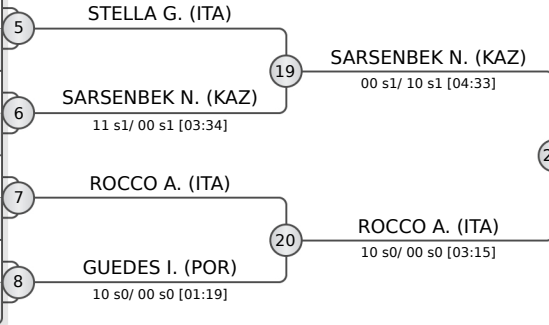 STELLA G. (ITA)
5
SARSENBEK N. (KAZ)
19
00 s1/ 10 s1 [04:33]
SARSENBEK N. (KAZ)
6
11 s1/ 00 s1 [03:34]
ROCCO A. (ITA)
7
ROCCO A. (ITA)
20
10 s0/ 00 s0 [03:15]
GUEDES I. (POR)
8
10 s0/ 00 s0 [01:19]